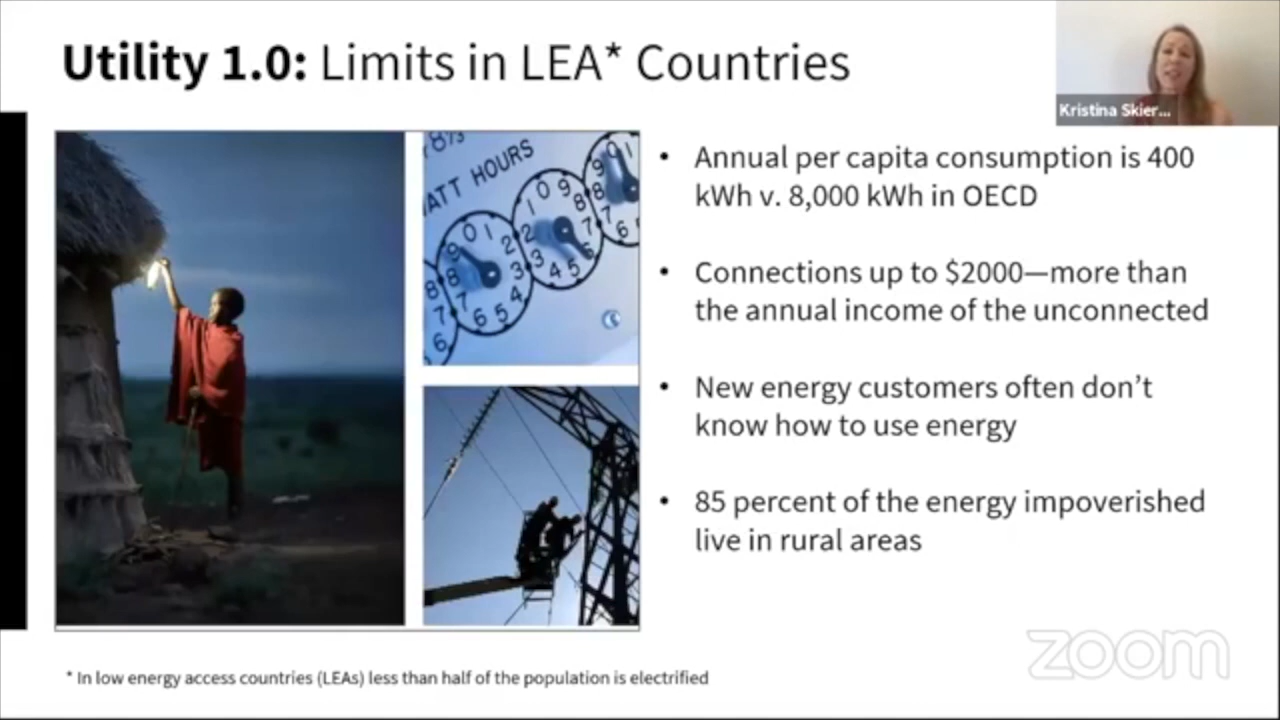 Utility 1.0: Limits in LEA* Countries
Kristina Skier...
WATT HOURS
• Annual per capita consumption is 400
kWh v. 8,000 kWh in OECD
• Connections up to $2000—more than
the annual income of the unconnected
• New energy customers often don’t
know how to use energy
• 85 percent of the energy impoverished
live in rural areas
zoom
* In low energy access countries (LEAs) less than half of the population is electrified